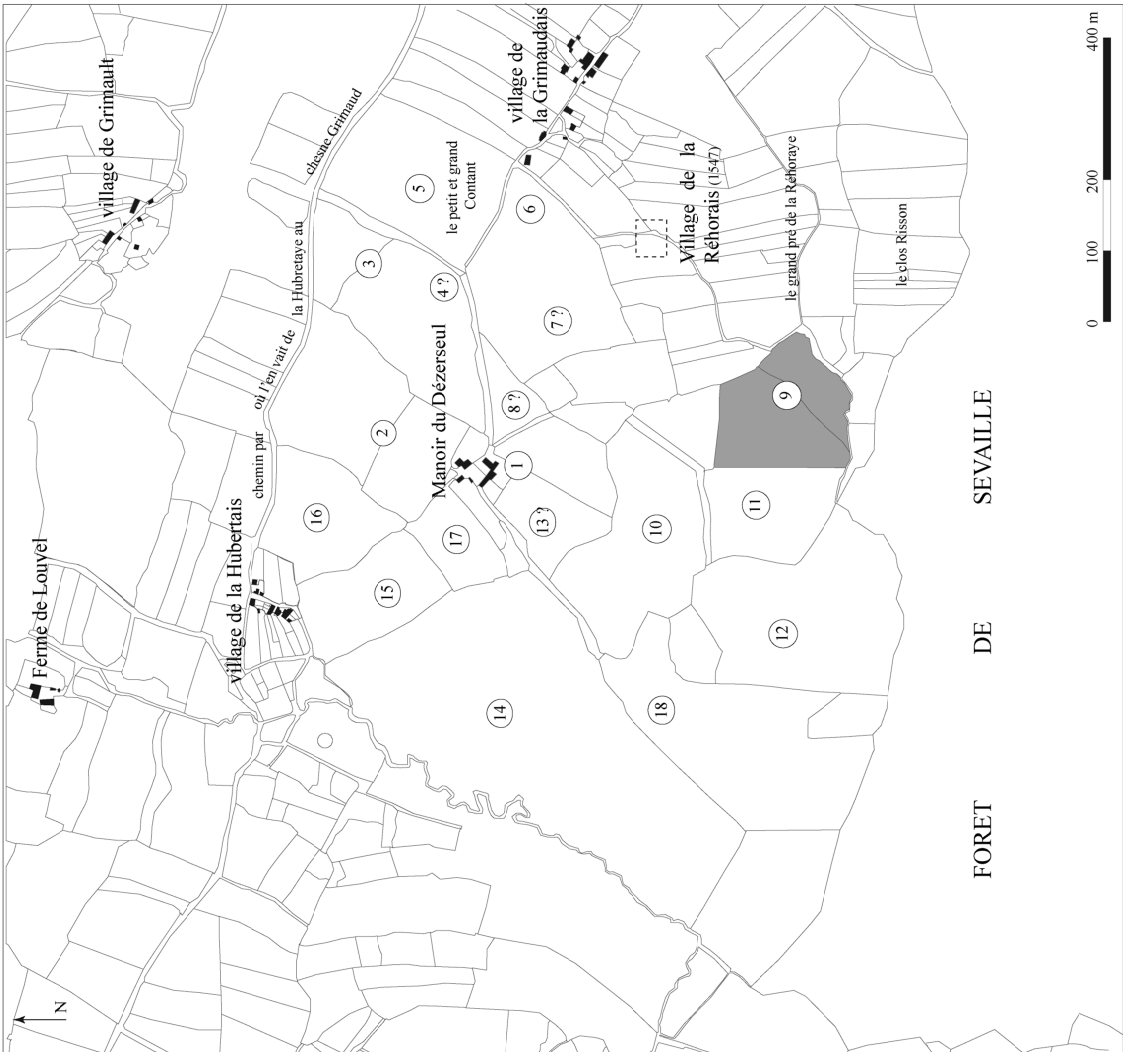 N
Ferme de Louvel
village de Grimault
village de la Hubertais
chemin par où l'en vait de la Hubretaye au chesne Grimaud
16
3
2
15
5
Manoir du Dézerseul
4 ?
17
le petit et grand
Contant
14
8 ?
1
village de
la Grimaudais
6
13 ?
7 ?
10
18
Village de la
Réhorais (1547)
11
12
9
le grand pré de la Réhoraye
le clos Risson
FORET DE SEVAILLE
0 100 200 400 m